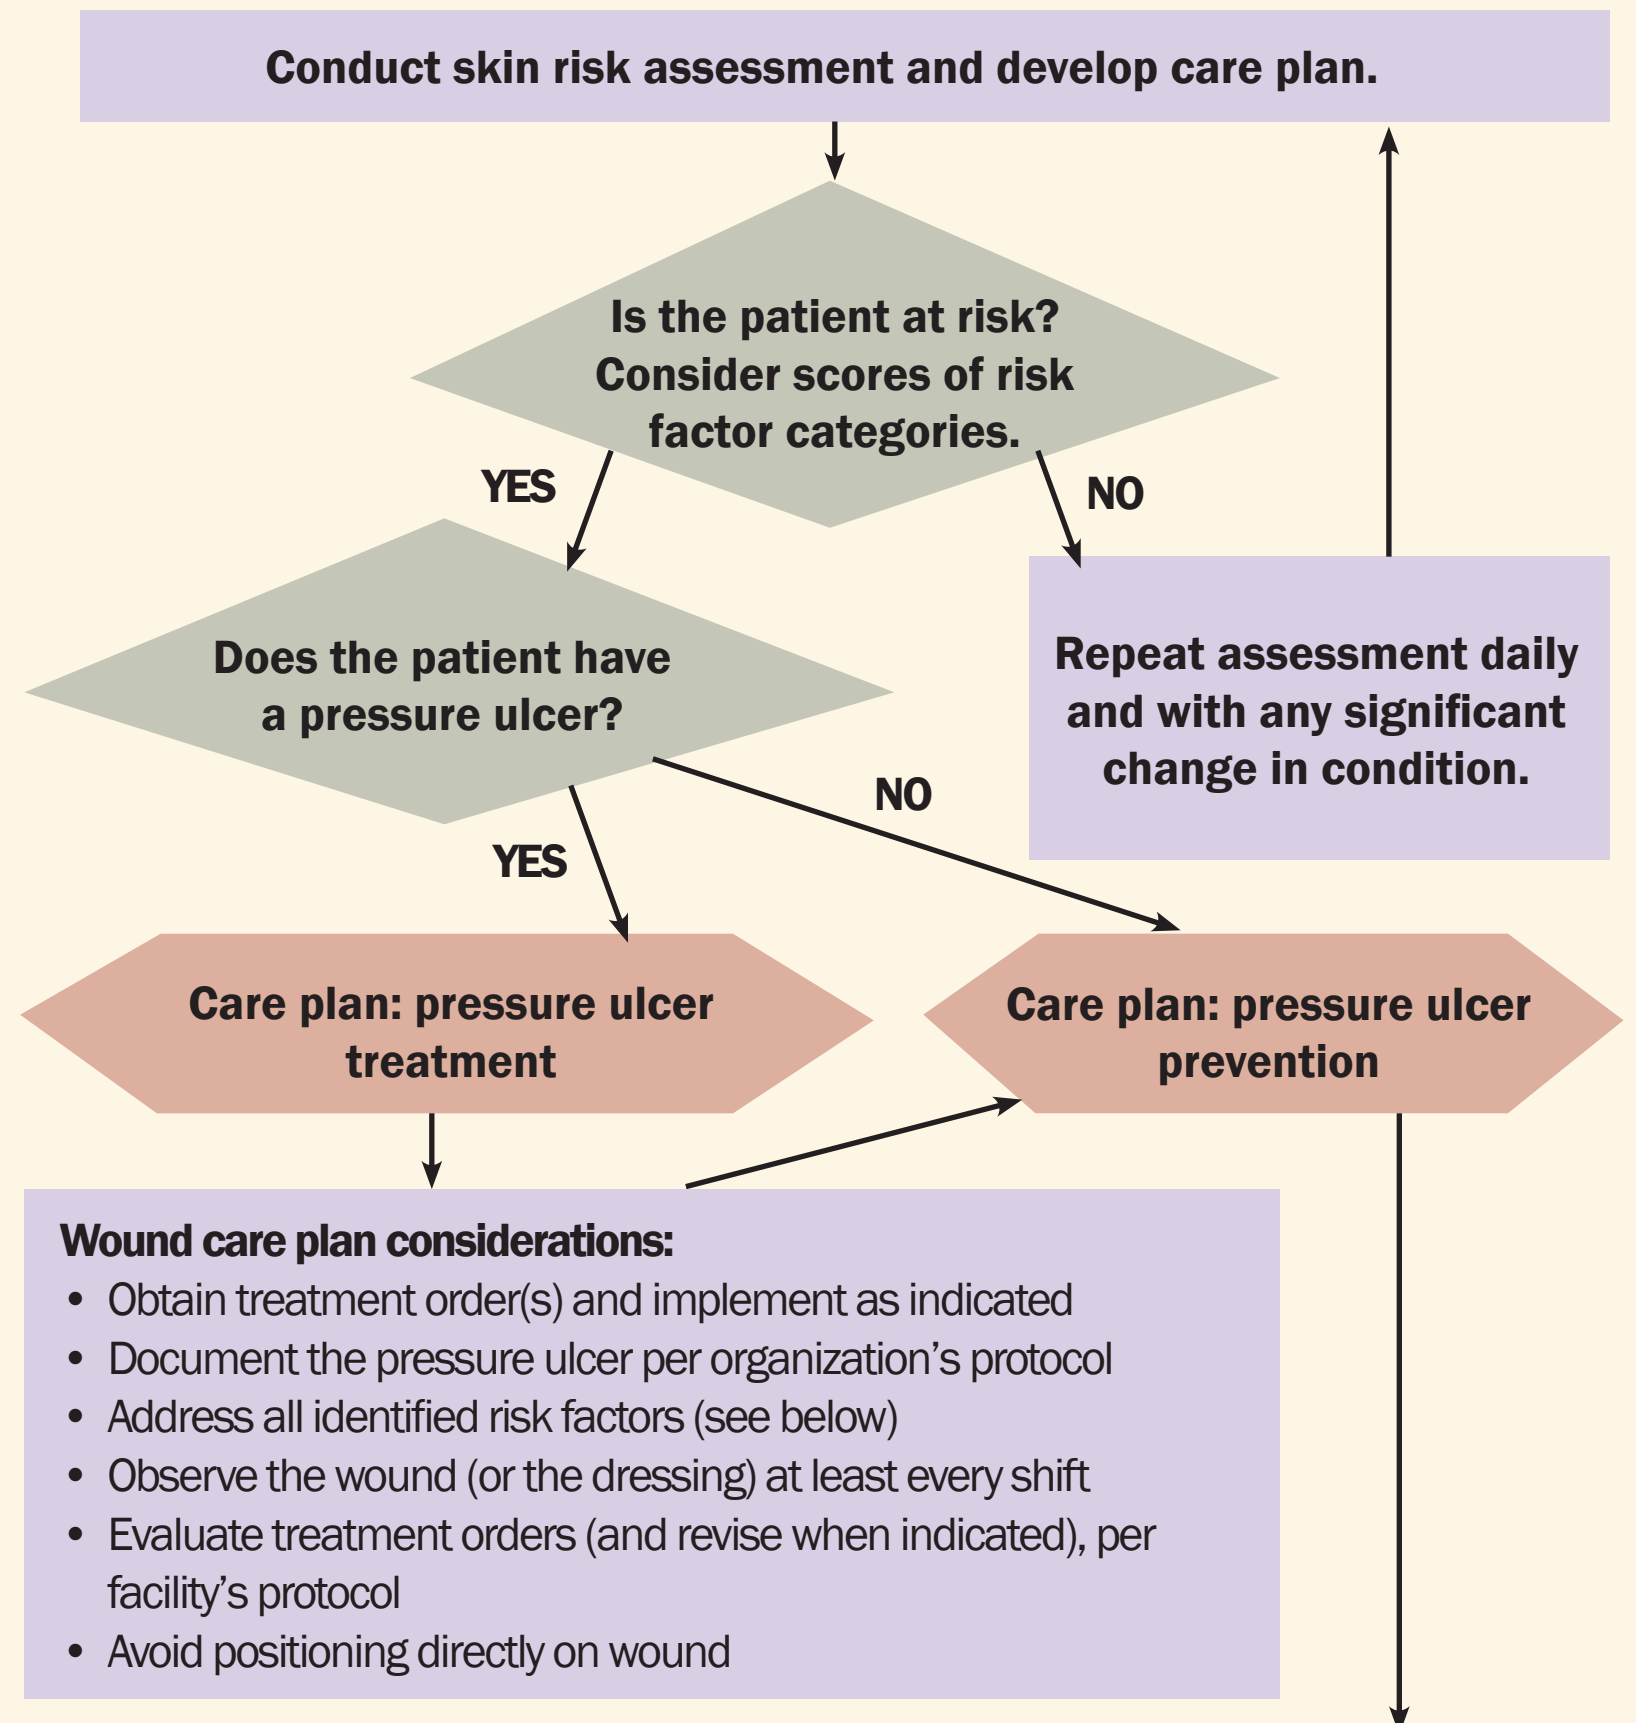 Conduct skin risk assessment and develop care plan.
Is the patient at risk?
Consider scores of risk
factor categories.
YES
NO
Does the patient have
a pressure ulcer?
Repeat assessment daily
and with any significant
change in condition.
NO
YES
Care plan: pressure ulcer
treatment
Care plan: pressure ulcer
prevention
Wound care plan considerations:
• Obtain treatment order(s) and implement as indicated
• Document the pressure ulcer per organization’s protocol
• Address all identified risk factors (see below)
• Observe the wound (or the dressing) at least every shift
• Evaluate treatment orders (and revise when indicated), per
facility’s protocol
• Avoid positioning directly on wound